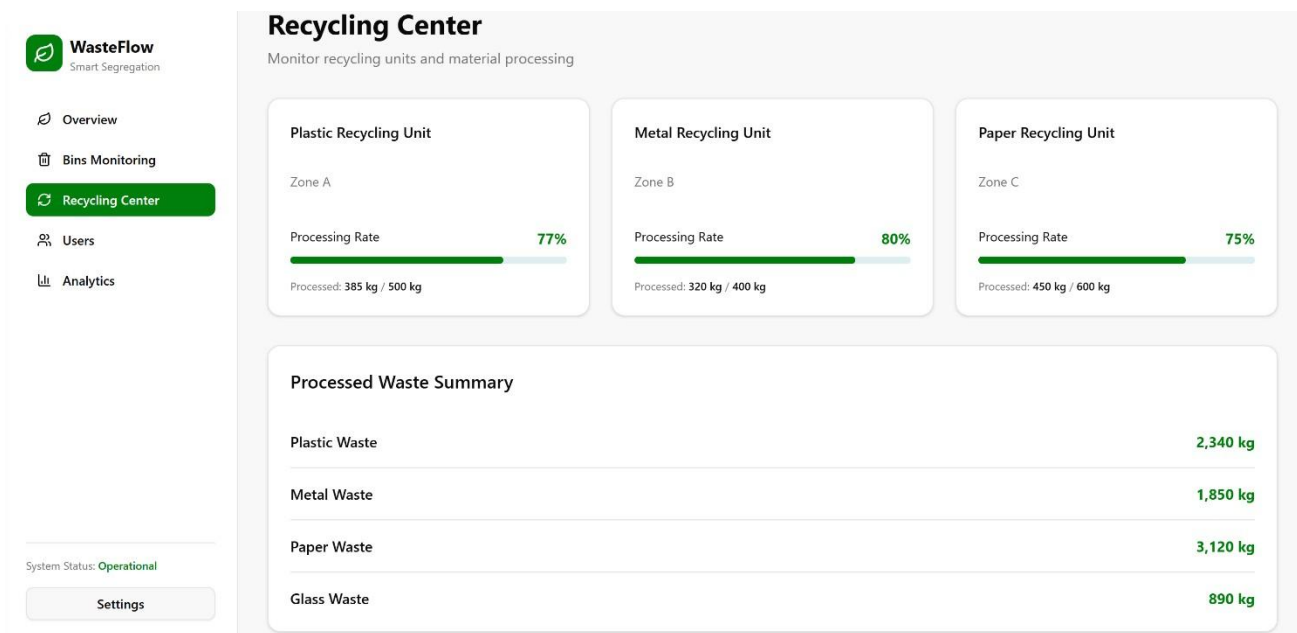 WasteFlow
Smart Segregation
Overview
Bins Monitoring
Recycling Center
Users
Analytics
System Status: Operational
Settings
Recycling Center
Monitor recycling units and material processing
Plastic Recycling Unit
Zone A
Processing Rate 77%
Processed: 385 kg / 500 kg
Metal Recycling Unit
Zone B
Processing Rate 80%
Processed: 320 kg / 400 kg
Paper Recycling Unit
Zone C
Processing Rate 75%
Processed: 450 kg / 600 kg
Processed Waste Summary
Plastic Waste 2,340 kg
Metal Waste 1,850 kg
Paper Waste 3,120 kg
Glass Waste 890 kg